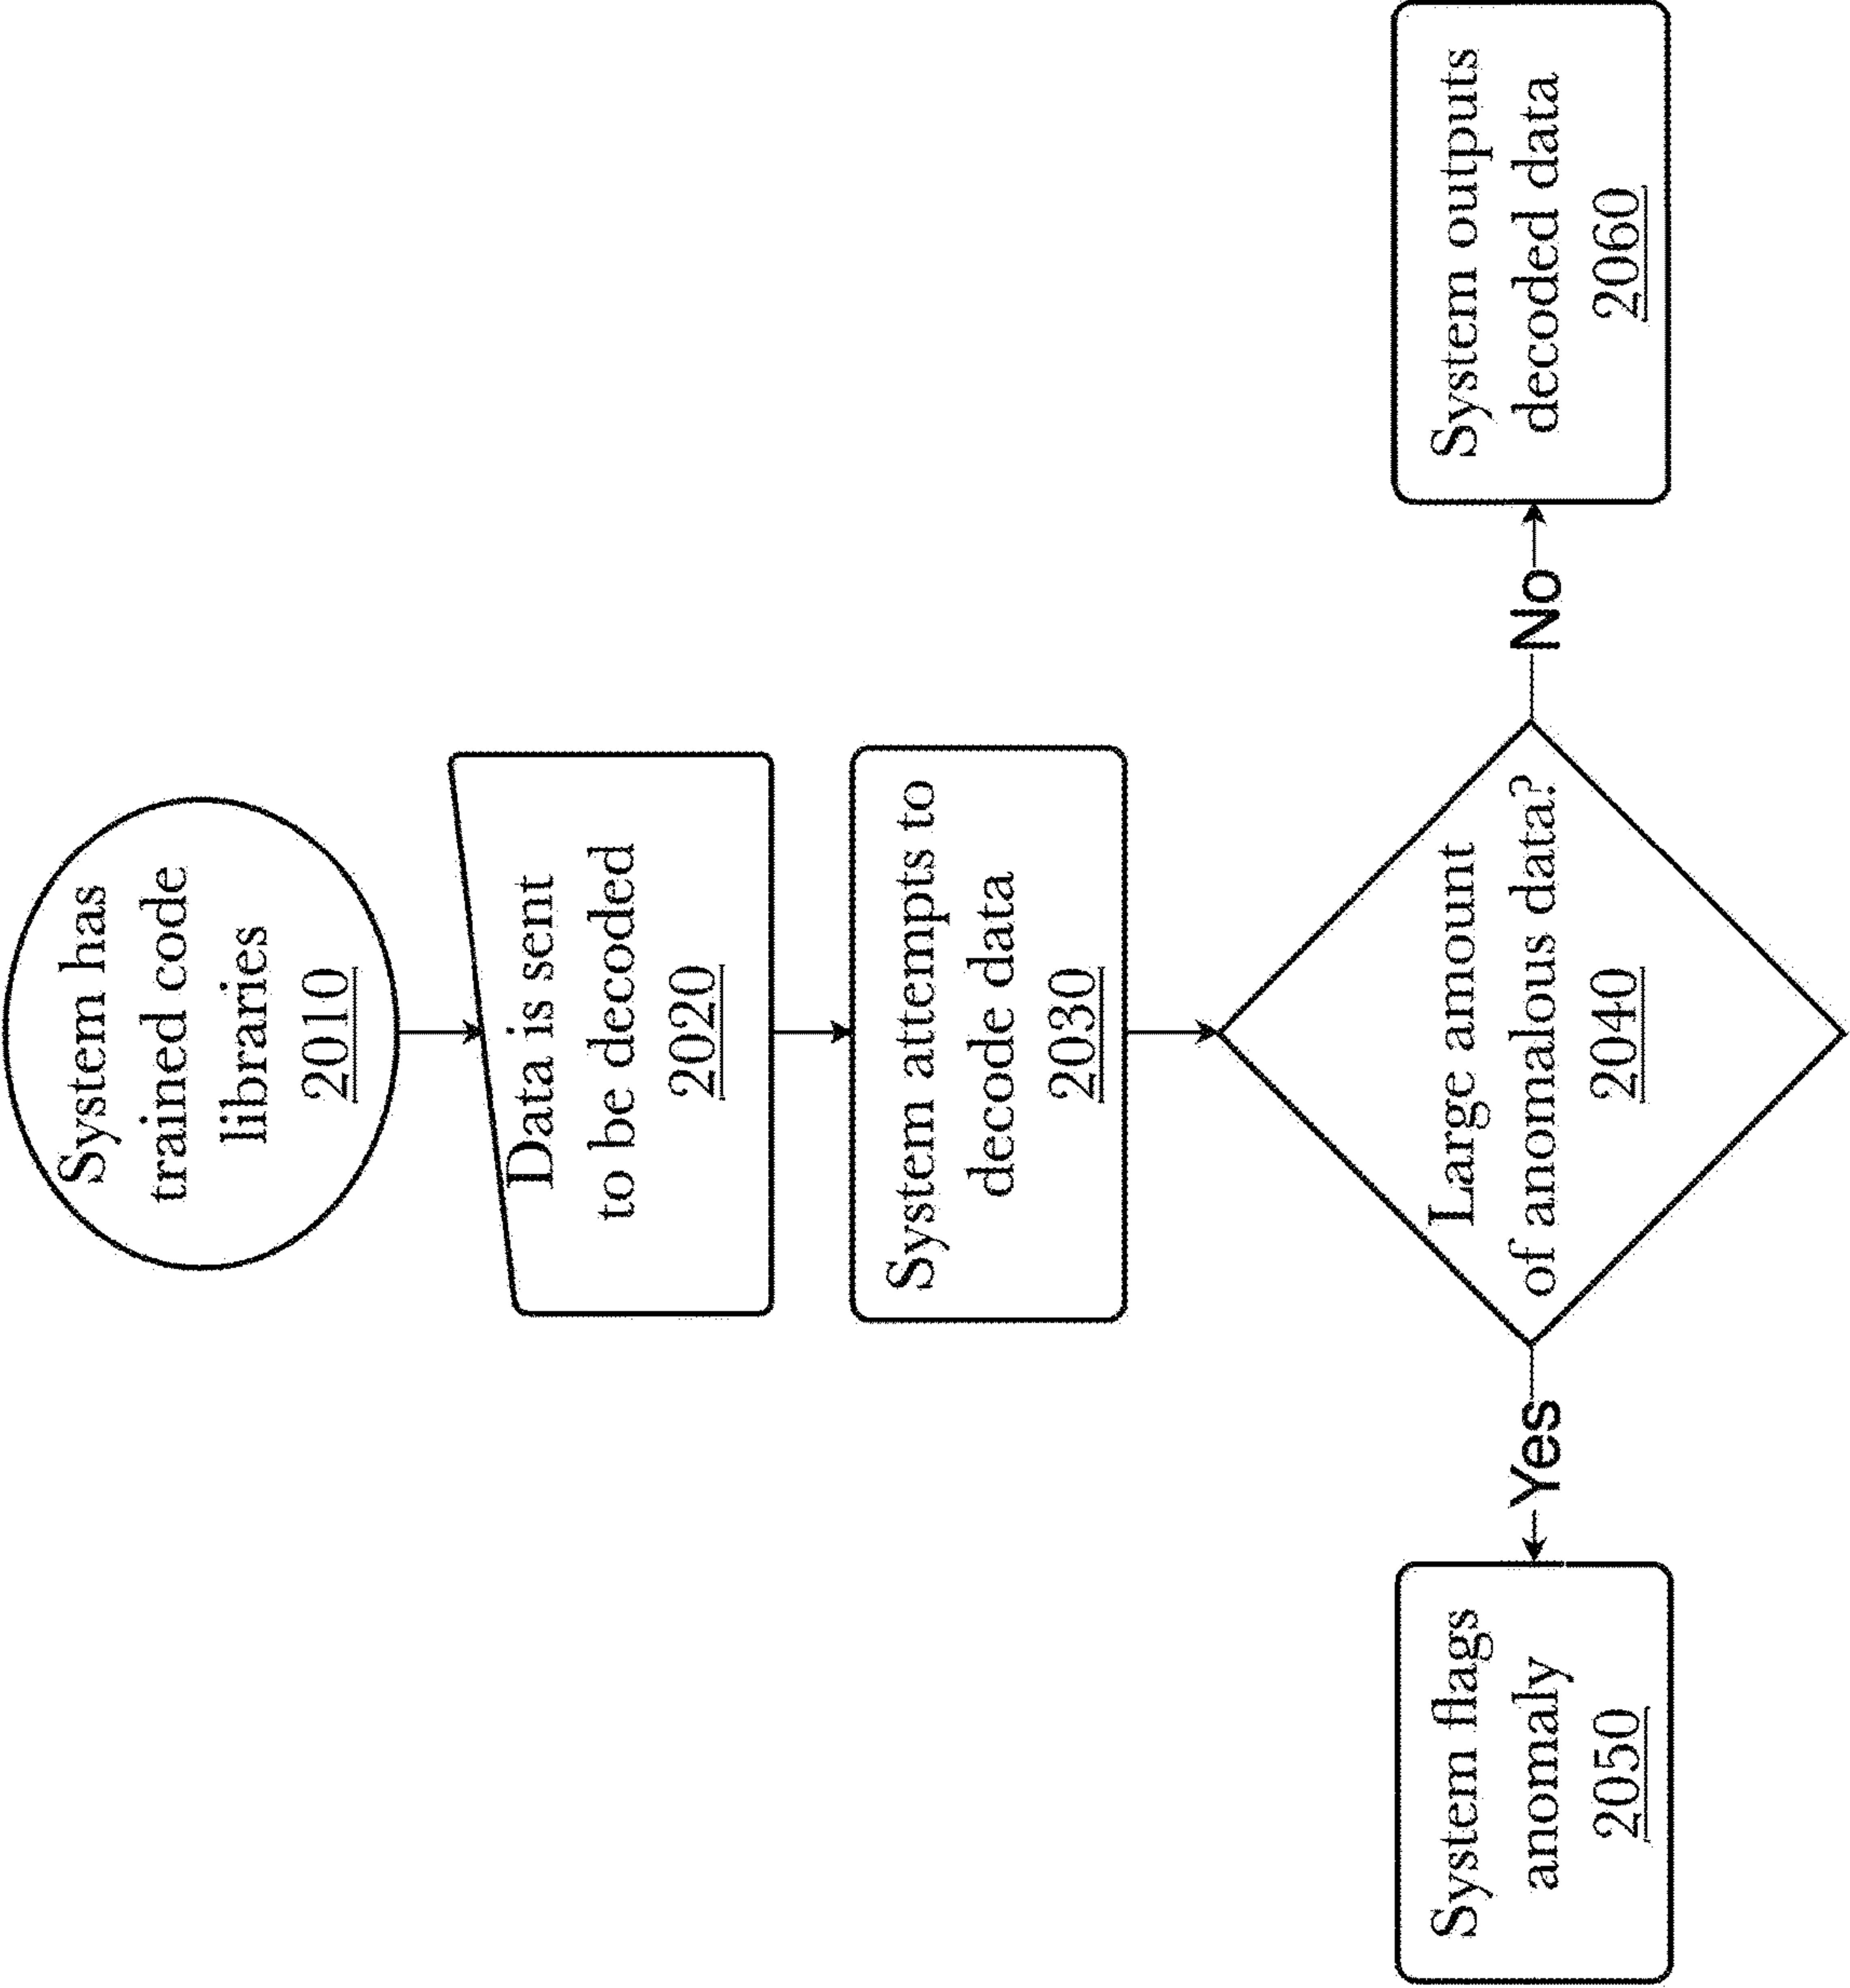 System has
trained code
libraries
2010
Data is sent
to be decoded
2020
System attempts to
decode data
2030
Large amount
of anomalous data?
2040
Yes
No
System flags
anomaly
2050
System outputs
decoded data
2060